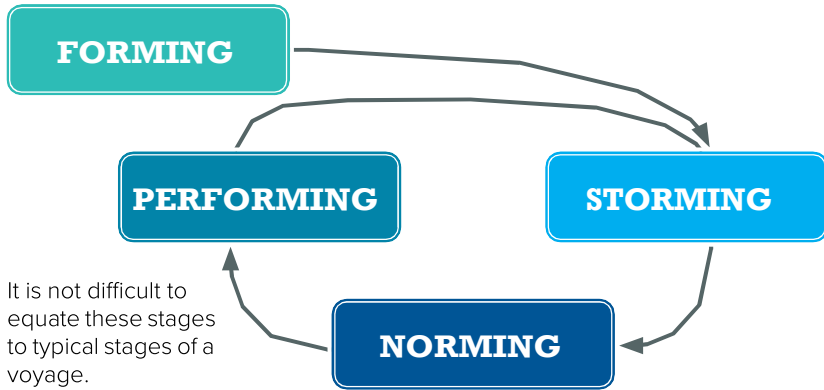 FORMING
PERFORMING
STORMING
It is not difficult to
equate these stages
to typical stages of a
voyage.
NORMING